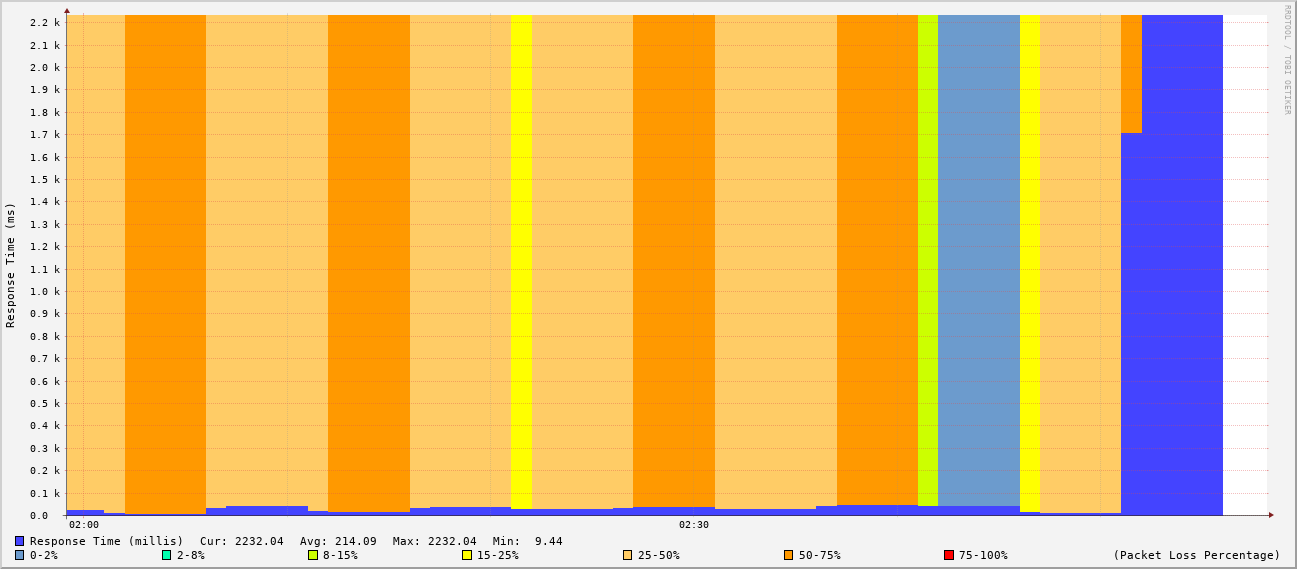 RRDTOOL / TOBI OETIKER
Response Time (ms)
2.2 k
2.1 k
2.0 k
1.9 k
1.8 k
1.7 k
1.6 k
1.5 k
1.4 k
1.3 k
1.2 k
1.1 k
1.0 k
0.9 k
0.8 k
0.7 k
0.6 k
0.5 k
0.4 k
0.3 k
0.2 k
0.1 k
0.0
02:00 02:30
Response Time (millis) Cur: 2232.04 Avg: 214.09 Max: 2232.04 Min: 9.44
0-2% 2-8% 8-15% 15-25% 25-50% 50-75% 75-100% (Packet Loss Percentage)